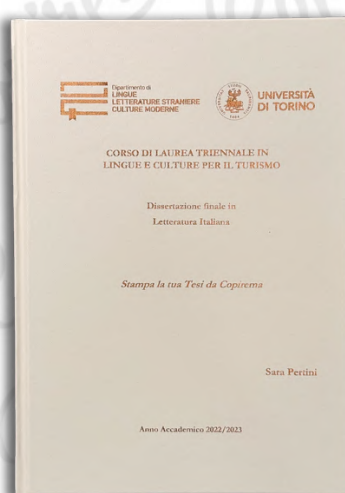 Dipartimento di
LINGUE
LETTERATURE STRANIERE
CULTURE MODERNE
UNIVERSITÀ
DI TORINO
CORSO DI LAUREA TRIENNALE IN
LINGUE E CULTURE PER IL TURISMO
Dissertazione finale in
Letteratura Italiana
Stampa la tua Tesi da Copirema
Sara Pertini
Anno Accademico 2022/2023